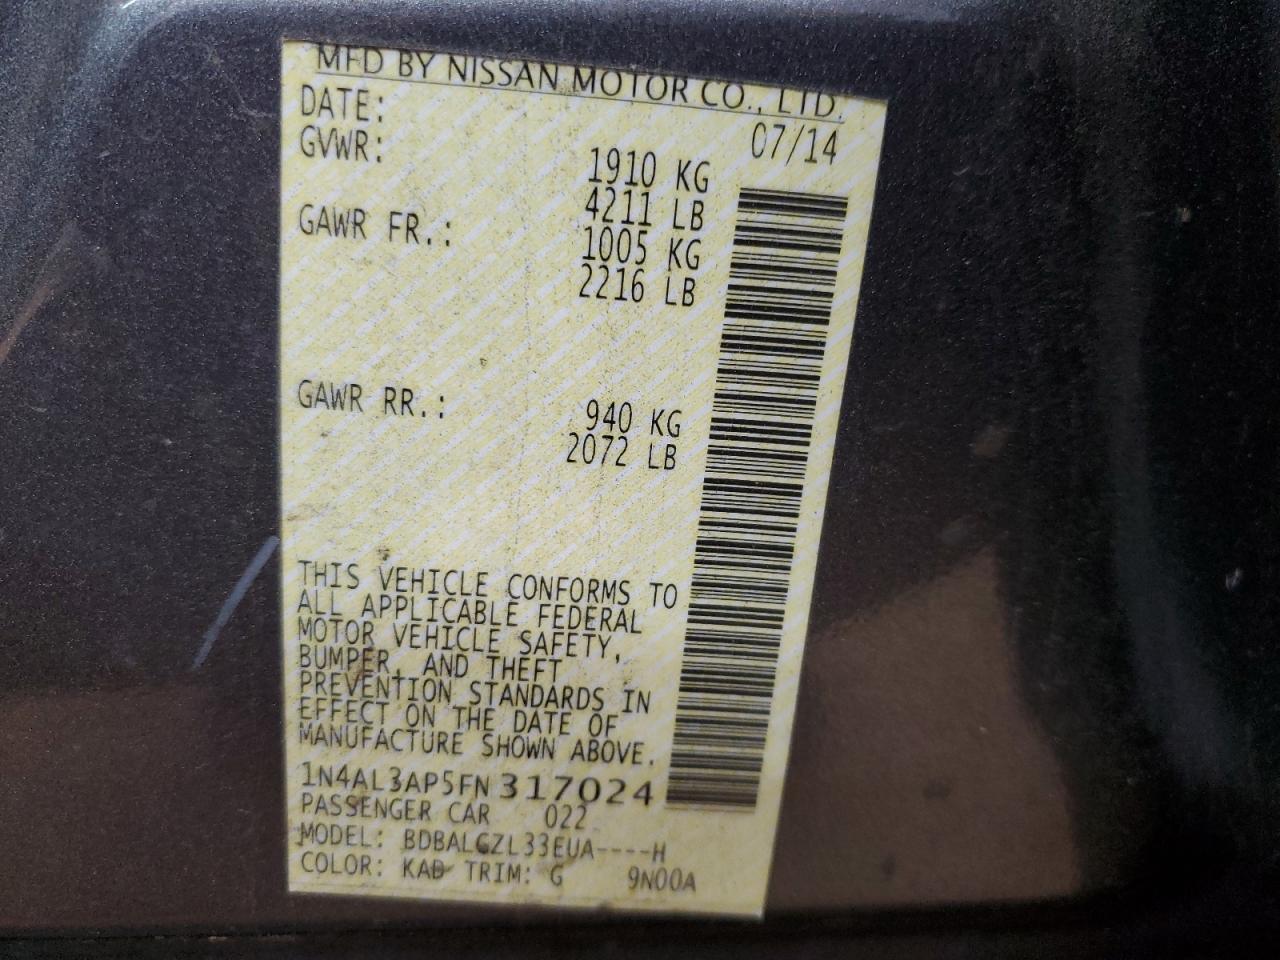 MFD BY NISSAN MOTOR CO., LTD.
DATE: 07/14
GVWR: 1910 KG
4211 LB
GAWR FR.: 1005 KG
2216 LB
GAWR RR.: 940 KG
2072 LB
THIS VEHICLE CONFORMS TO
ALL APPLICABLE FEDERAL
MOTOR VEHICLE SAFETY,
BUMPER, AND THEFT
PREVENTION STANDARDS IN
EFFECT ON THE DATE OF
MANUFACTURE SHOWN ABOVE.
1N4AL3AP5FN317024
PASSENGER CAR 022
MODEL: BDBALCZL33EUA----H
COLOR: KAD TRIM: G 9N00A